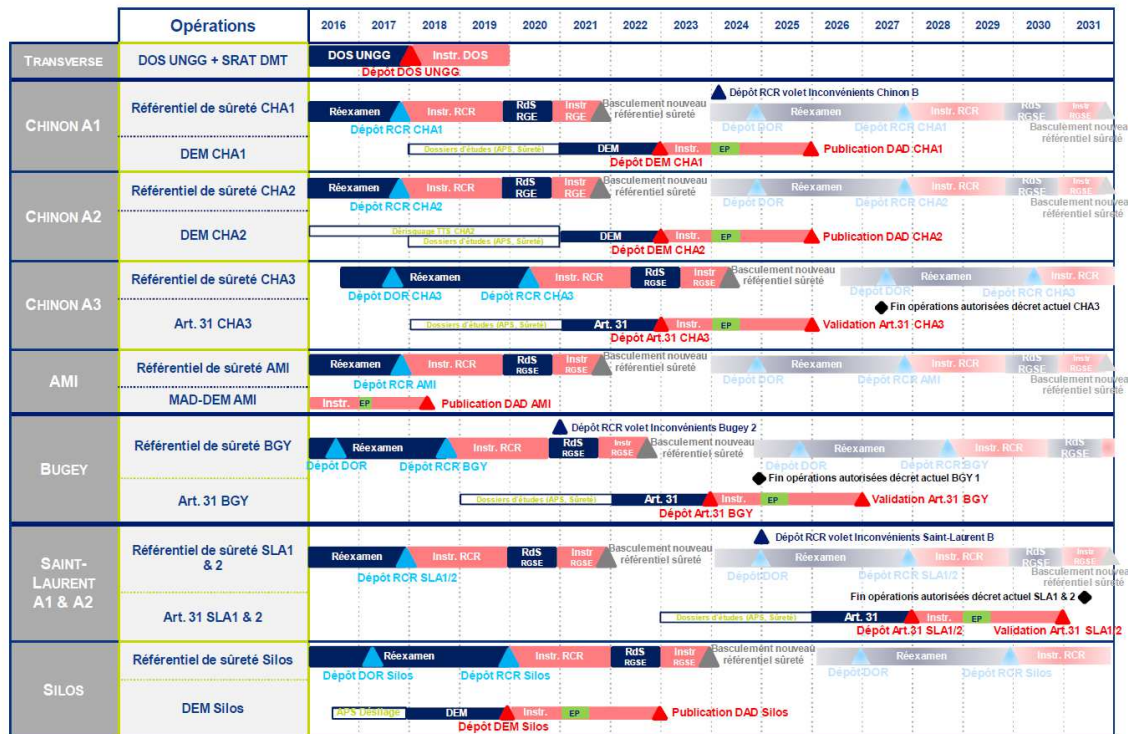 Opérations 2016 2017 2018 2019 2020 2021 2022 2023 2024 2025 2026 2027 2028 2029 2030 2031
TRANSVERSE DOS UNGG + SRAT DMT DOS UNGG Instr. DOS
Dépôt DOS UNGG
Dépôt RCR volet Inconvénients Chinon B
CHINON A1
Référentiel de sûreté CHA1 Réexamen Instr. RCR RdS RGE Instr RGE Basculement nouveau référentiel sûreté Réexamen Instr. RCR RdS RGSE Instr RGSE
Dépôt RCR CHA1 Dépôt DOR Dépôt RCR CHA1 Basculement nouveau référentiel sûreté
DEM CHA1 Dossiers d'études (APS, Sûreté) DEM Instr. EP Publication DAD CHA1
Dépôt DEM CHA1
CHINON A2
Référentiel de sûreté CHA2 Réexamen Instr. RCR RdS RGE Instr RGE Basculement nouveau référentiel sûreté Réexamen Instr. RCR RdS RGSE Instr RGSE
Dépôt RCR CHA2 Dépôt DOR Dépôt RCR CHA2 Basculement nouveau référentiel sûreté
Dérisquage TTS CHA2
DEM CHA2 Dossiers d'études (APS, Sûreté) DEM Instr. EP Publication DAD CHA2
Dépôt DEM CHA2
CHINON A3
Référentiel de sûreté CHA3 Réexamen Instr. RCR RdS RGSE Instr RGSE Basculement nouveau référentiel sûreté Réexamen Instr. RCR
Dépôt DOR CHA3 Dépôt RCR CHA3 Dépôt DOR Dépôt RCR CHA3
Fin opérations autorisées décret actuel CHA3
Art. 31 CHA3 Dossiers d'études (APS, Sûreté) Art. 31 Instr. EP Validation Art.31 CHA3
Dépôt Art.31 CHA3
AMI
Référentiel de sûreté AMI Réexamen Instr. RCR RdS RGSE Instr RGSE Basculement nouveau référentiel sûreté Réexamen Instr. RCR RdS RGSE Instr RGSE
Dépôt RCR AMI Dépôt DOR Dépôt RCR AMI Basculement nouveau référentiel sûreté
MAD-DEM AMI Instr. EP Publication DAD AMI
Dépôt RCR volet Inconvénients Bugey 2
BUGEY
Référentiel de sûreté BGY Réexamen Instr. RCR RdS RGSE Instr RGSE Basculement nouveau référentiel sûreté Réexamen Instr. RCR RdS RGSE
Dépôt DOR Dépôt RCR BGY Dépôt DOR Dépôt RCR BGY
Fin opérations autorisées décret actuel BGY 1
Art. 31 BGY Dossiers d'études (APS, Sûreté) Art. 31 Instr. EP Validation Art.31 BGY
Dépôt Art.31 BGY
Dépôt RCR volet Inconvénients Saint-Laurent B
SAINT-
LAURENT
A1 & A2
Référentiel de sûreté SLA1
& 2
Réexamen Instr. RCR RdS RGSE Instr RGSE Basculement nouveau référentiel sûreté Réexamen Instr. RCR RdS RGSE Instr RGSE
Dépôt RCR SLA1/2 Dépôt DOR Dépôt RCR SLA1/2 Basculement nouveau référentiel sûreté
Fin opérations autorisées décret actuel SLA1 & 2
Art. 31 SLA1 & 2 Dossiers d'études (APS, Sûreté) Art. 31 Instr. EP
Dépôt Art.31 SLA1/2 Validation Art.31 SLA1/2
SILOS
Référentiel de sûreté Silos Réexamen Instr. RCR RdS RGSE Instr RGSE Basculement nouveau référentiel sûreté Réexamen Instr. RCR
Dépôt DOR Silos Dépôt RCR Silos Dépôt DOR Dépôt RCR Silos
DEM Silos APS Désilage DEM Instr. EP Publication DAD Silos
Dépôt DEM Silos